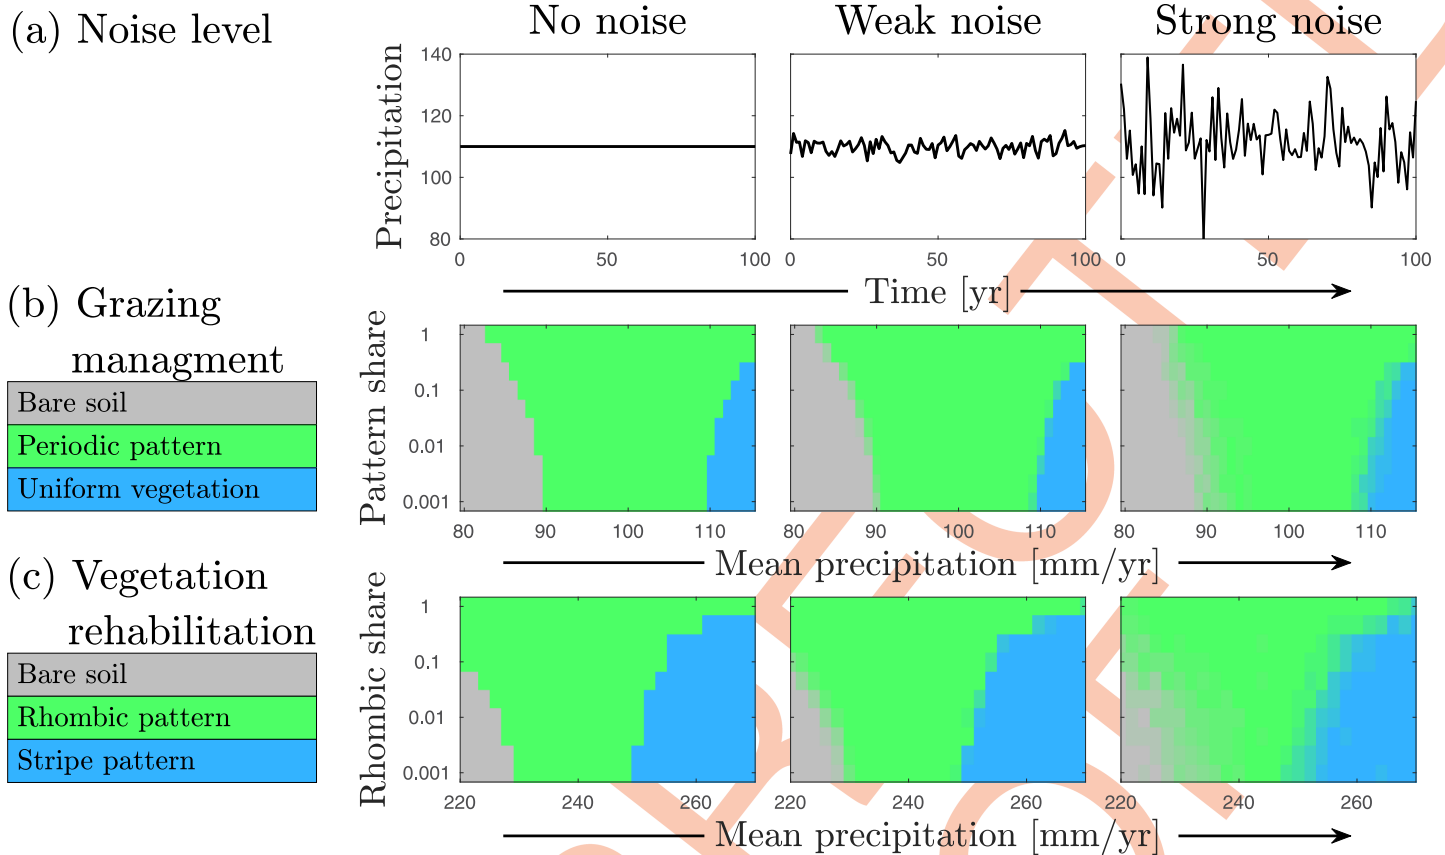 (a) Noise level
No noise
Weak noise
Strong noise
Precipitation
140
120
100
80
0 50 100
0 50 100
0 50 100
Time [yr]
(b) Grazing
managment
Bare soil
Periodic pattern
Uniform vegetation
Pattern share
1
0.1
0.01
0.001
80 90 100 110
80 90 100 110
80 90 100 110
Mean precipitation [mm/yr]
(c) Vegetation
rehabilitation
Bare soil
Rhombic pattern
Stripe pattern
Rhombic share
1
0.1
0.01
0.001
220 240 260
220 240 260
220 240 260
Mean precipitation [mm/yr]